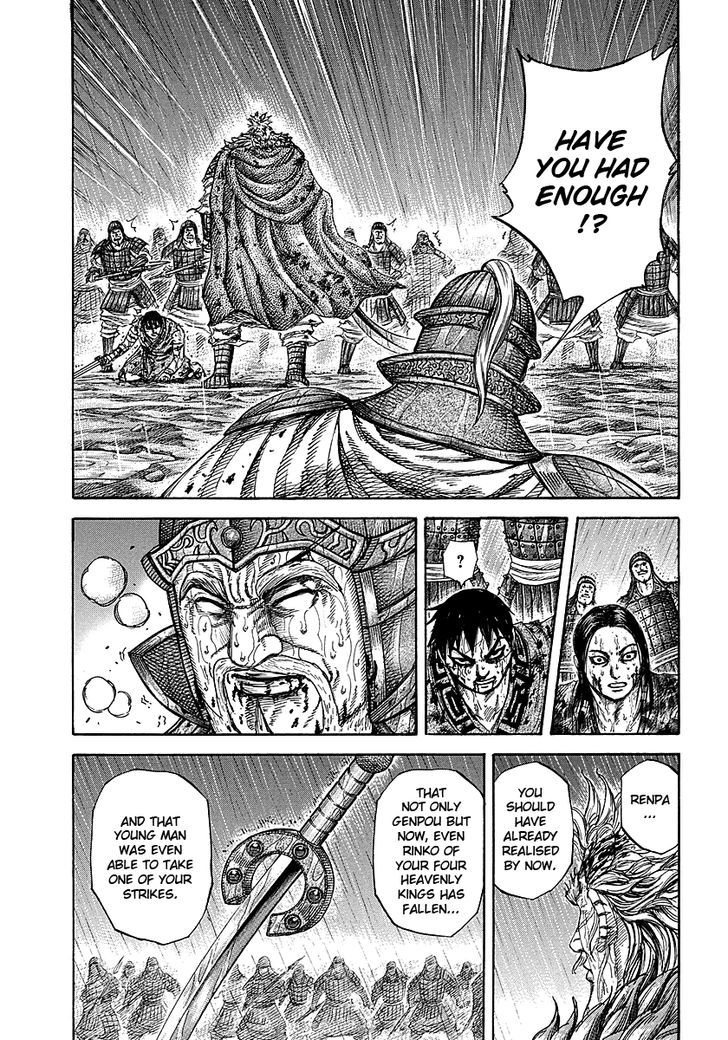 HAVE
YOU HAD
ENOUGH
!?
?
RENPA
...
YOU
SHOULD
HAVE
ALREADY
REALISED
BY NOW.
THAT
NOT ONLY
GENPOU BUT
NOW, EVEN
RINKO OF
YOUR FOUR
HEAVENLY
KINGS HAS
FALLEN...
AND THAT
YOUNG MAN
WAS EVEN
ABLE TO TAKE
ONE OF YOUR
STRIKES.